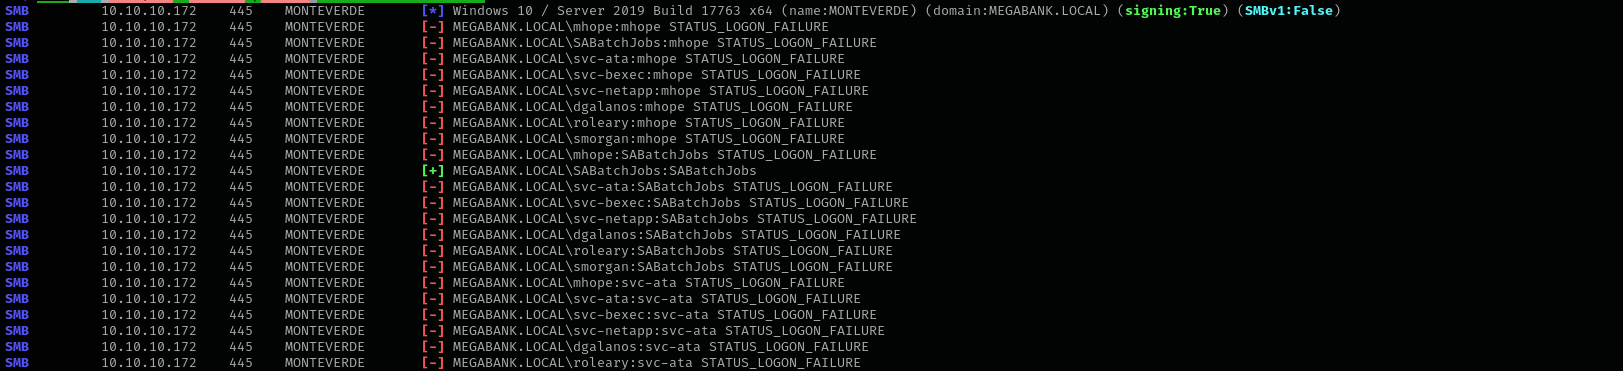 SMB 10.10.10.172 445 MONTEVERDE [*] Windows 10 / Server 2019 Build 17763 x64 (name:MONTEVERDE) (domain:MEGABANK.LOCAL) (signing:True) (SMBv1:False)
SMB 10.10.10.172 445 MONTEVERDE [-] MEGABANK.LOCAL\mhope:mhope STATUS_LOGON_FAILURE
SMB 10.10.10.172 445 MONTEVERDE [-] MEGABANK.LOCAL\SABatchJobs:mhope STATUS_LOGON_FAILURE
SMB 10.10.10.172 445 MONTEVERDE [-] MEGABANK.LOCAL\svc-ata:mhope STATUS_LOGON_FAILURE
SMB 10.10.10.172 445 MONTEVERDE [-] MEGABANK.LOCAL\svc-bexec:mhope STATUS_LOGON_FAILURE
SMB 10.10.10.172 445 MONTEVERDE [-] MEGABANK.LOCAL\svc-netapp:mhope STATUS_LOGON_FAILURE
SMB 10.10.10.172 445 MONTEVERDE [-] MEGABANK.LOCAL\dgalanos:mhope STATUS_LOGON_FAILURE
SMB 10.10.10.172 445 MONTEVERDE [-] MEGABANK.LOCAL\roleary:mhope STATUS_LOGON_FAILURE
SMB 10.10.10.172 445 MONTEVERDE [-] MEGABANK.LOCAL\smorgan:mhope STATUS_LOGON_FAILURE
SMB 10.10.10.172 445 MONTEVERDE [-] MEGABANK.LOCAL\mhope:SABatchJobs STATUS_LOGON_FAILURE
SMB 10.10.10.172 445 MONTEVERDE [+] MEGABANK.LOCAL\SABatchJobs:SABatchJobs
SMB 10.10.10.172 445 MONTEVERDE [-] MEGABANK.LOCAL\svc-ata:SABatchJobs STATUS_LOGON_FAILURE
SMB 10.10.10.172 445 MONTEVERDE [-] MEGABANK.LOCAL\svc-bexec:SABatchJobs STATUS_LOGON_FAILURE
SMB 10.10.10.172 445 MONTEVERDE [-] MEGABANK.LOCAL\svc-netapp:SABatchJobs STATUS_LOGON_FAILURE
SMB 10.10.10.172 445 MONTEVERDE [-] MEGABANK.LOCAL\dgalanos:SABatchJobs STATUS_LOGON_FAILURE
SMB 10.10.10.172 445 MONTEVERDE [-] MEGABANK.LOCAL\roleary:SABatchJobs STATUS_LOGON_FAILURE
SMB 10.10.10.172 445 MONTEVERDE [-] MEGABANK.LOCAL\smorgan:SABatchJobs STATUS_LOGON_FAILURE
SMB 10.10.10.172 445 MONTEVERDE [-] MEGABANK.LOCAL\mhope:svc-ata STATUS_LOGON_FAILURE
SMB 10.10.10.172 445 MONTEVERDE [-] MEGABANK.LOCAL\svc-ata:svc-ata STATUS_LOGON_FAILURE
SMB 10.10.10.172 445 MONTEVERDE [-] MEGABANK.LOCAL\svc-bexec:svc-ata STATUS_LOGON_FAILURE
SMB 10.10.10.172 445 MONTEVERDE [-] MEGABANK.LOCAL\svc-netapp:svc-ata STATUS_LOGON_FAILURE
SMB 10.10.10.172 445 MONTEVERDE [-] MEGABANK.LOCAL\dgalanos:svc-ata STATUS_LOGON_FAILURE
SMB 10.10.10.172 445 MONTEVERDE [-] MEGABANK.LOCAL\roleary:svc-ata STATUS_LOGON_FAILURE